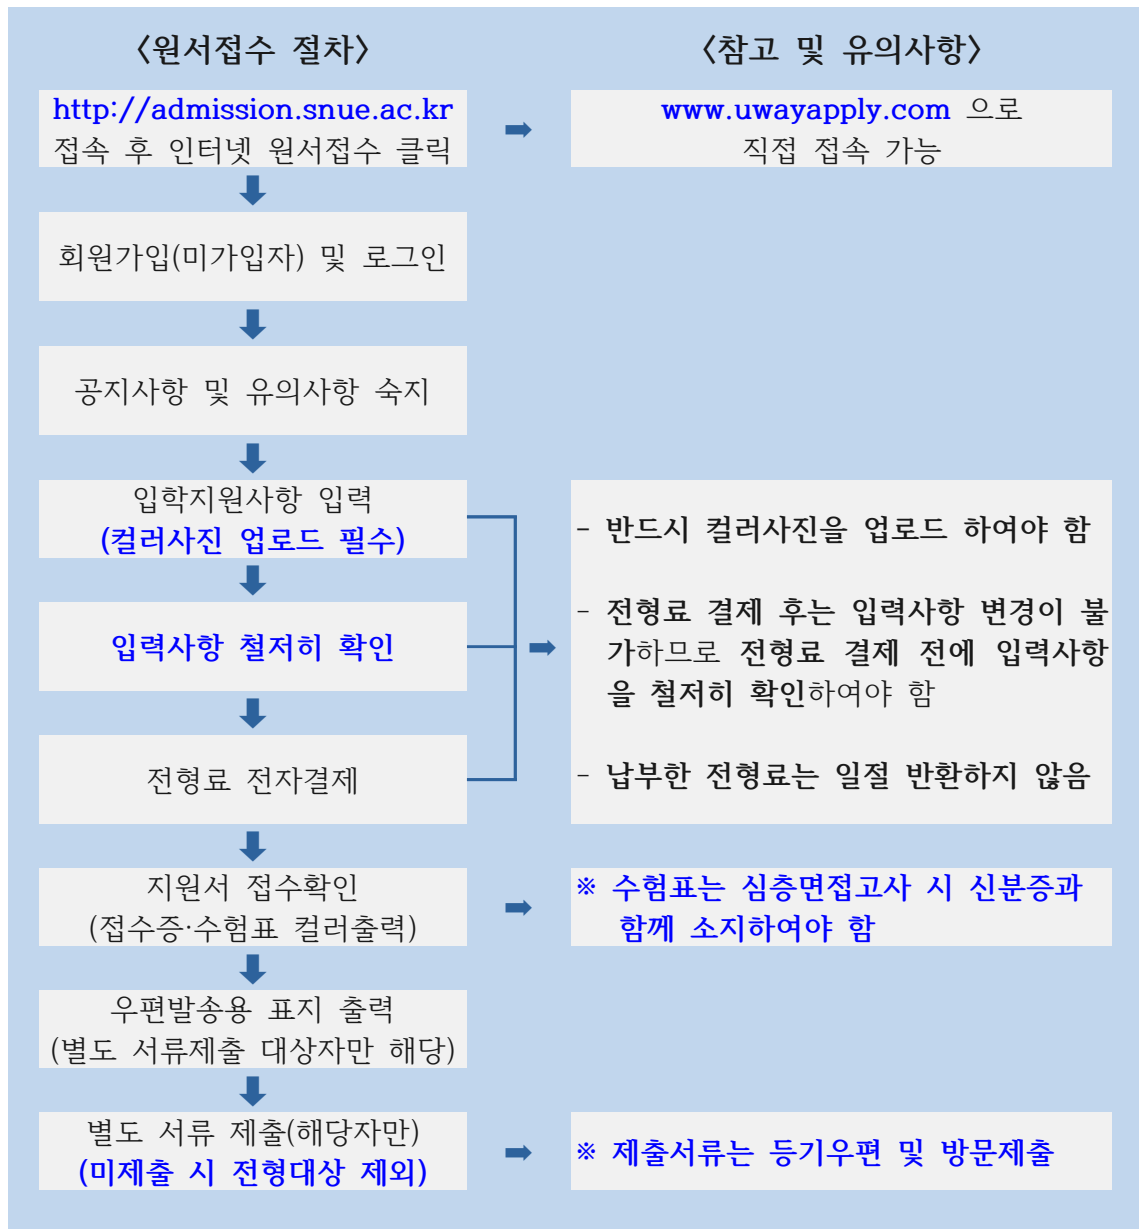 <원서접수 절차>
<참고 및 유의사항>
http://admission.snue.ac.kr
접속 후 인터넷 원서접수 클릭
www.uwayapply.com 으로
직접 접속 가능
회원가입(미가입자) 및 로그인
공지사항 및 유의사항 숙지
입학지원사항 입력
(컬러사진 업로드 필수)
입력사항 철저히 확인
전형료 전자결제
- 반드시 컬러사진을 업로드 하여야 함
- 전형료 결제 후는 입력사항 변경이 불
가하므로 전형료 결제 전에 입력사항
을 철저히 확인하여야 함
- 납부한 전형료는 일절 반환하지 않음
지원서 접수확인
(접수증·수험표 컬러출력)
※ 수험표는 심층면접고사 시 신분증과
함께 소지하여야 함
우편발송용 표지 출력
(별도 서류제출 대상자만 해당)
별도 서류 제출(해당자만)
(미제출 시 전형대상 제외)
※ 제출서류는 등기우편 및 방문제출